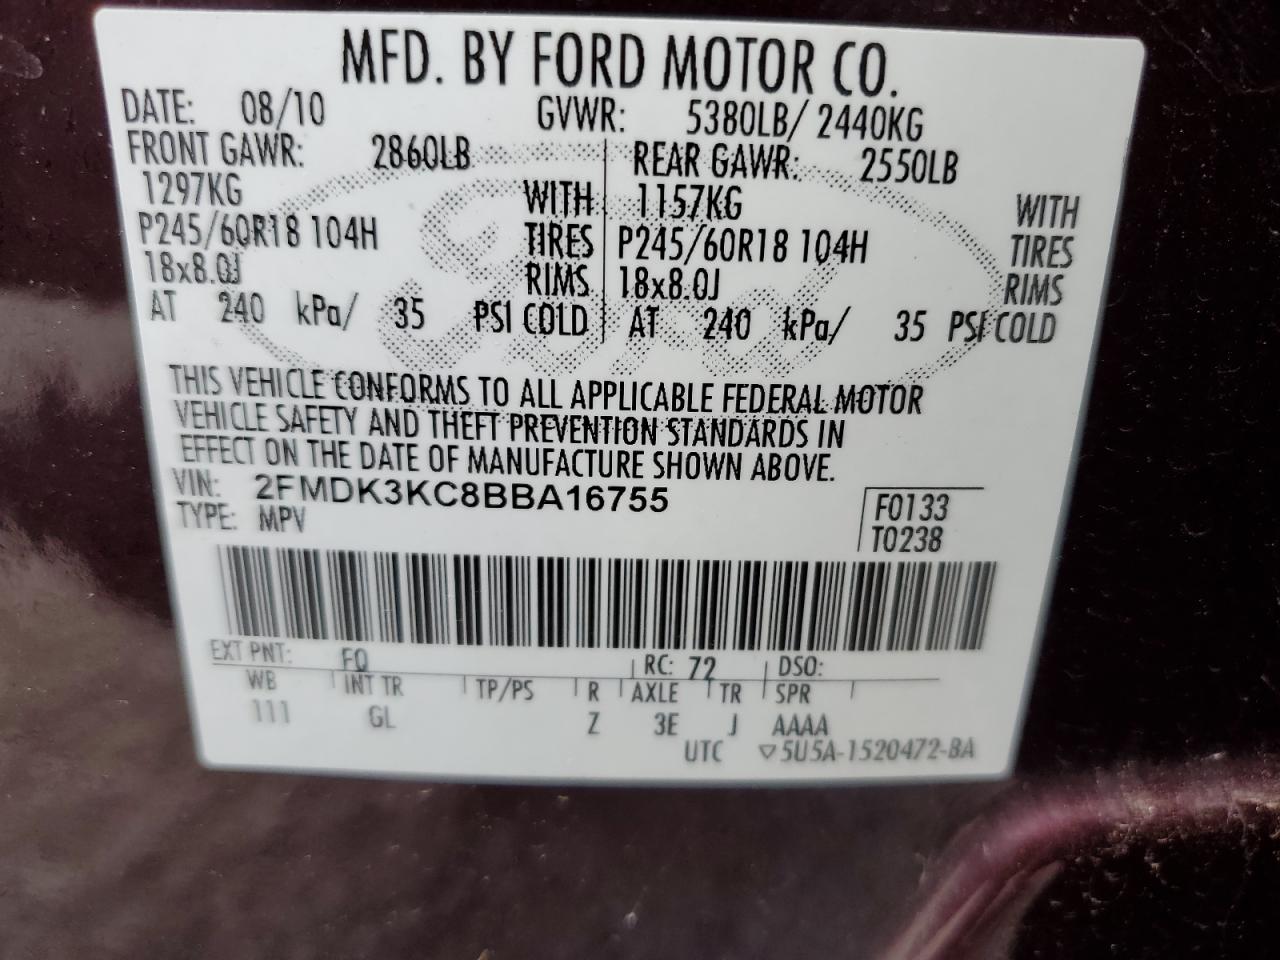 MFD. BY FORD MOTOR CO.
DATE: 08/10 GVWR: 5380LB/ 2440KG
FRONT GAWR: 2860LB REAR GAWR: 2550LB
1297KG WITH 1157KG WITH
P245/60R18 104H TIRES P245/60R18 104H TIRES
18x8.0J RIMS 18x8.0J RIMS
AT 240 kPa/ 35 PSI COLD AT 240 kPa/ 35 PSI COLD
THIS VEHICLE CONFORMS TO ALL APPLICABLE FEDERAL MOTOR
VEHICLE SAFETY AND THEFT PREVENTION STANDARDS IN
EFFECT ON THE DATE OF MANUFACTURE SHOWN ABOVE.
VIN: 2FMDK3KC8BBA16755 F0133
TYPE: MPV T0238
EXT PNT: FQ RC: 72 DSO:
WB INT TR TP/PS R AXLE TR SPR
111 GL Z 3E J AAAA
UTC ▽5U5A-1520472-BA
Ford